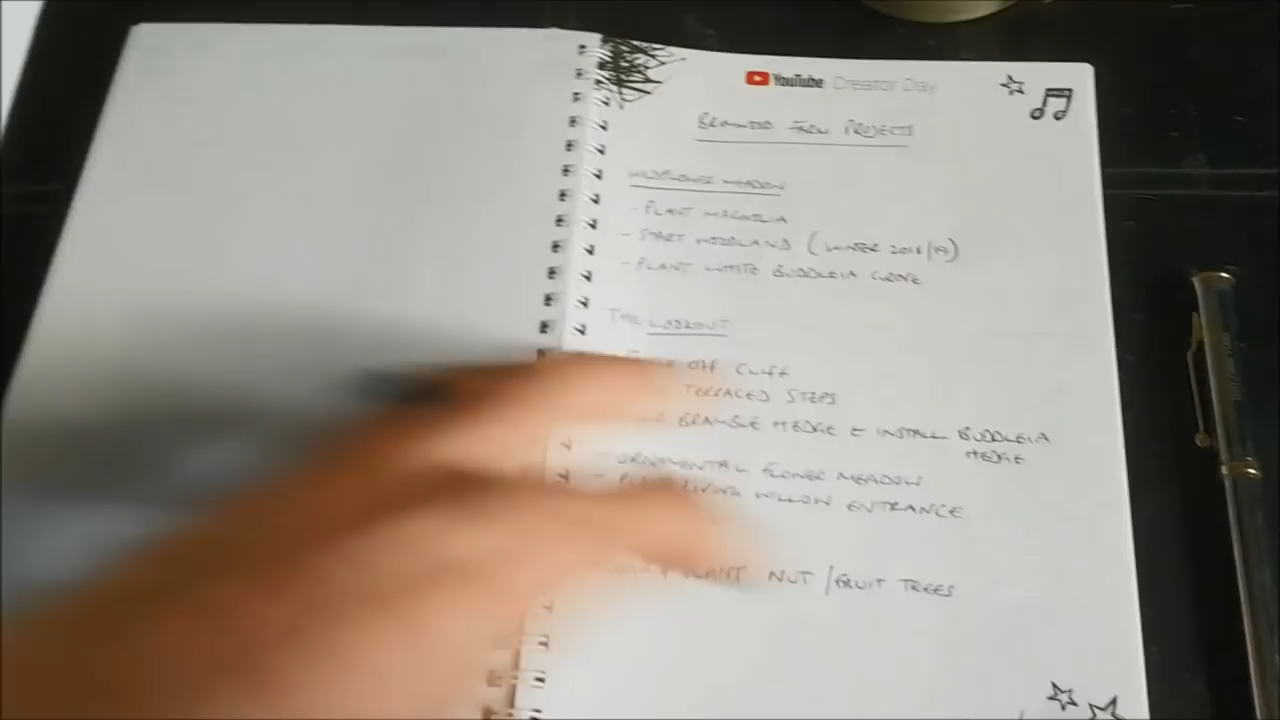 YouTube Creator Day
FARM PROJECTS
WILDFLOWER MEADOW
- PLANT MAGNOLIA
- START WOODLAND (WINTER 2018/19)
- PLANT WHITE BUDDLEIA GROVE
THE LOOKOUT
OFF CLIFF
TERRACED STEPS
BRAMBLE HEDGE & INSTALL BUDDLEIA
HEDGE
ORNAMENTAL FLOWER MEADOW
- PLANT LIVING WILLOW ENTRANCE
PLANT NUT/FRUIT TREES